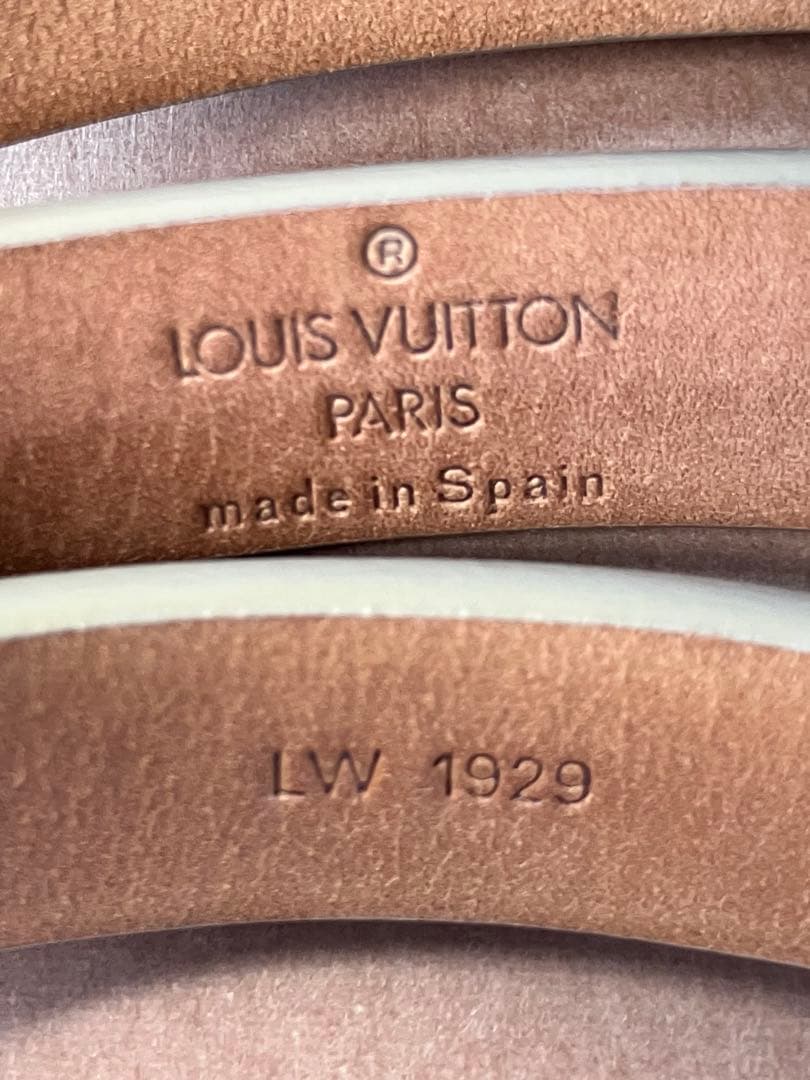 ®
LOUIS VUITTON
PARIS
made in Spain
LW 1929